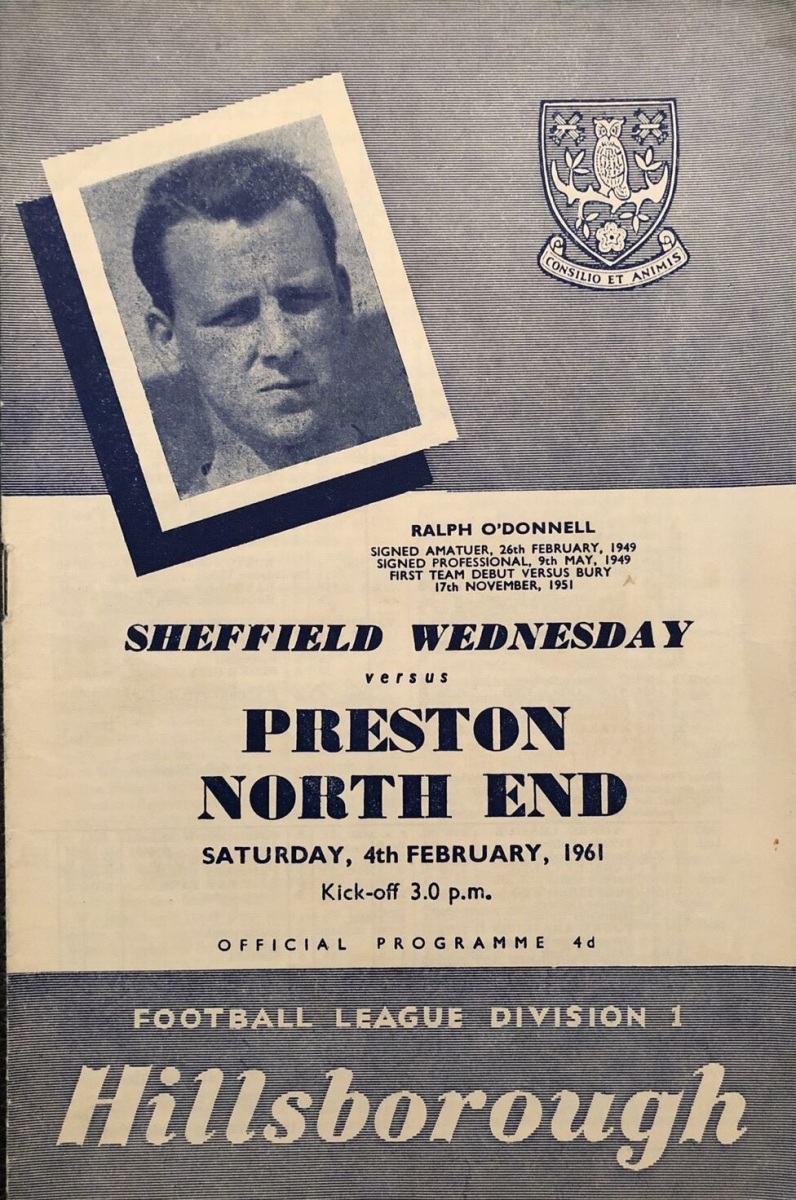 CONSILIO ET ANIMIS
RALPH O'DONNELL
SIGNED AMATUER, 26th FEBRUARY, 1949
SIGNED PROFESSIONAL, 9th MAY, 1949
FIRST TEAM DEBUT VERSUS BURY
17th NOVEMBER, 1951
SHEFFIELD WEDNESDAY
versus
PRESTON
NORTH END
SATURDAY, 4th FEBRUARY, 1961
Kick-off 3.0 p.m.
OFFICIAL PROGRAMME 4d
FOOTBALL LEAGUE DIVISION 1
Hillsborough